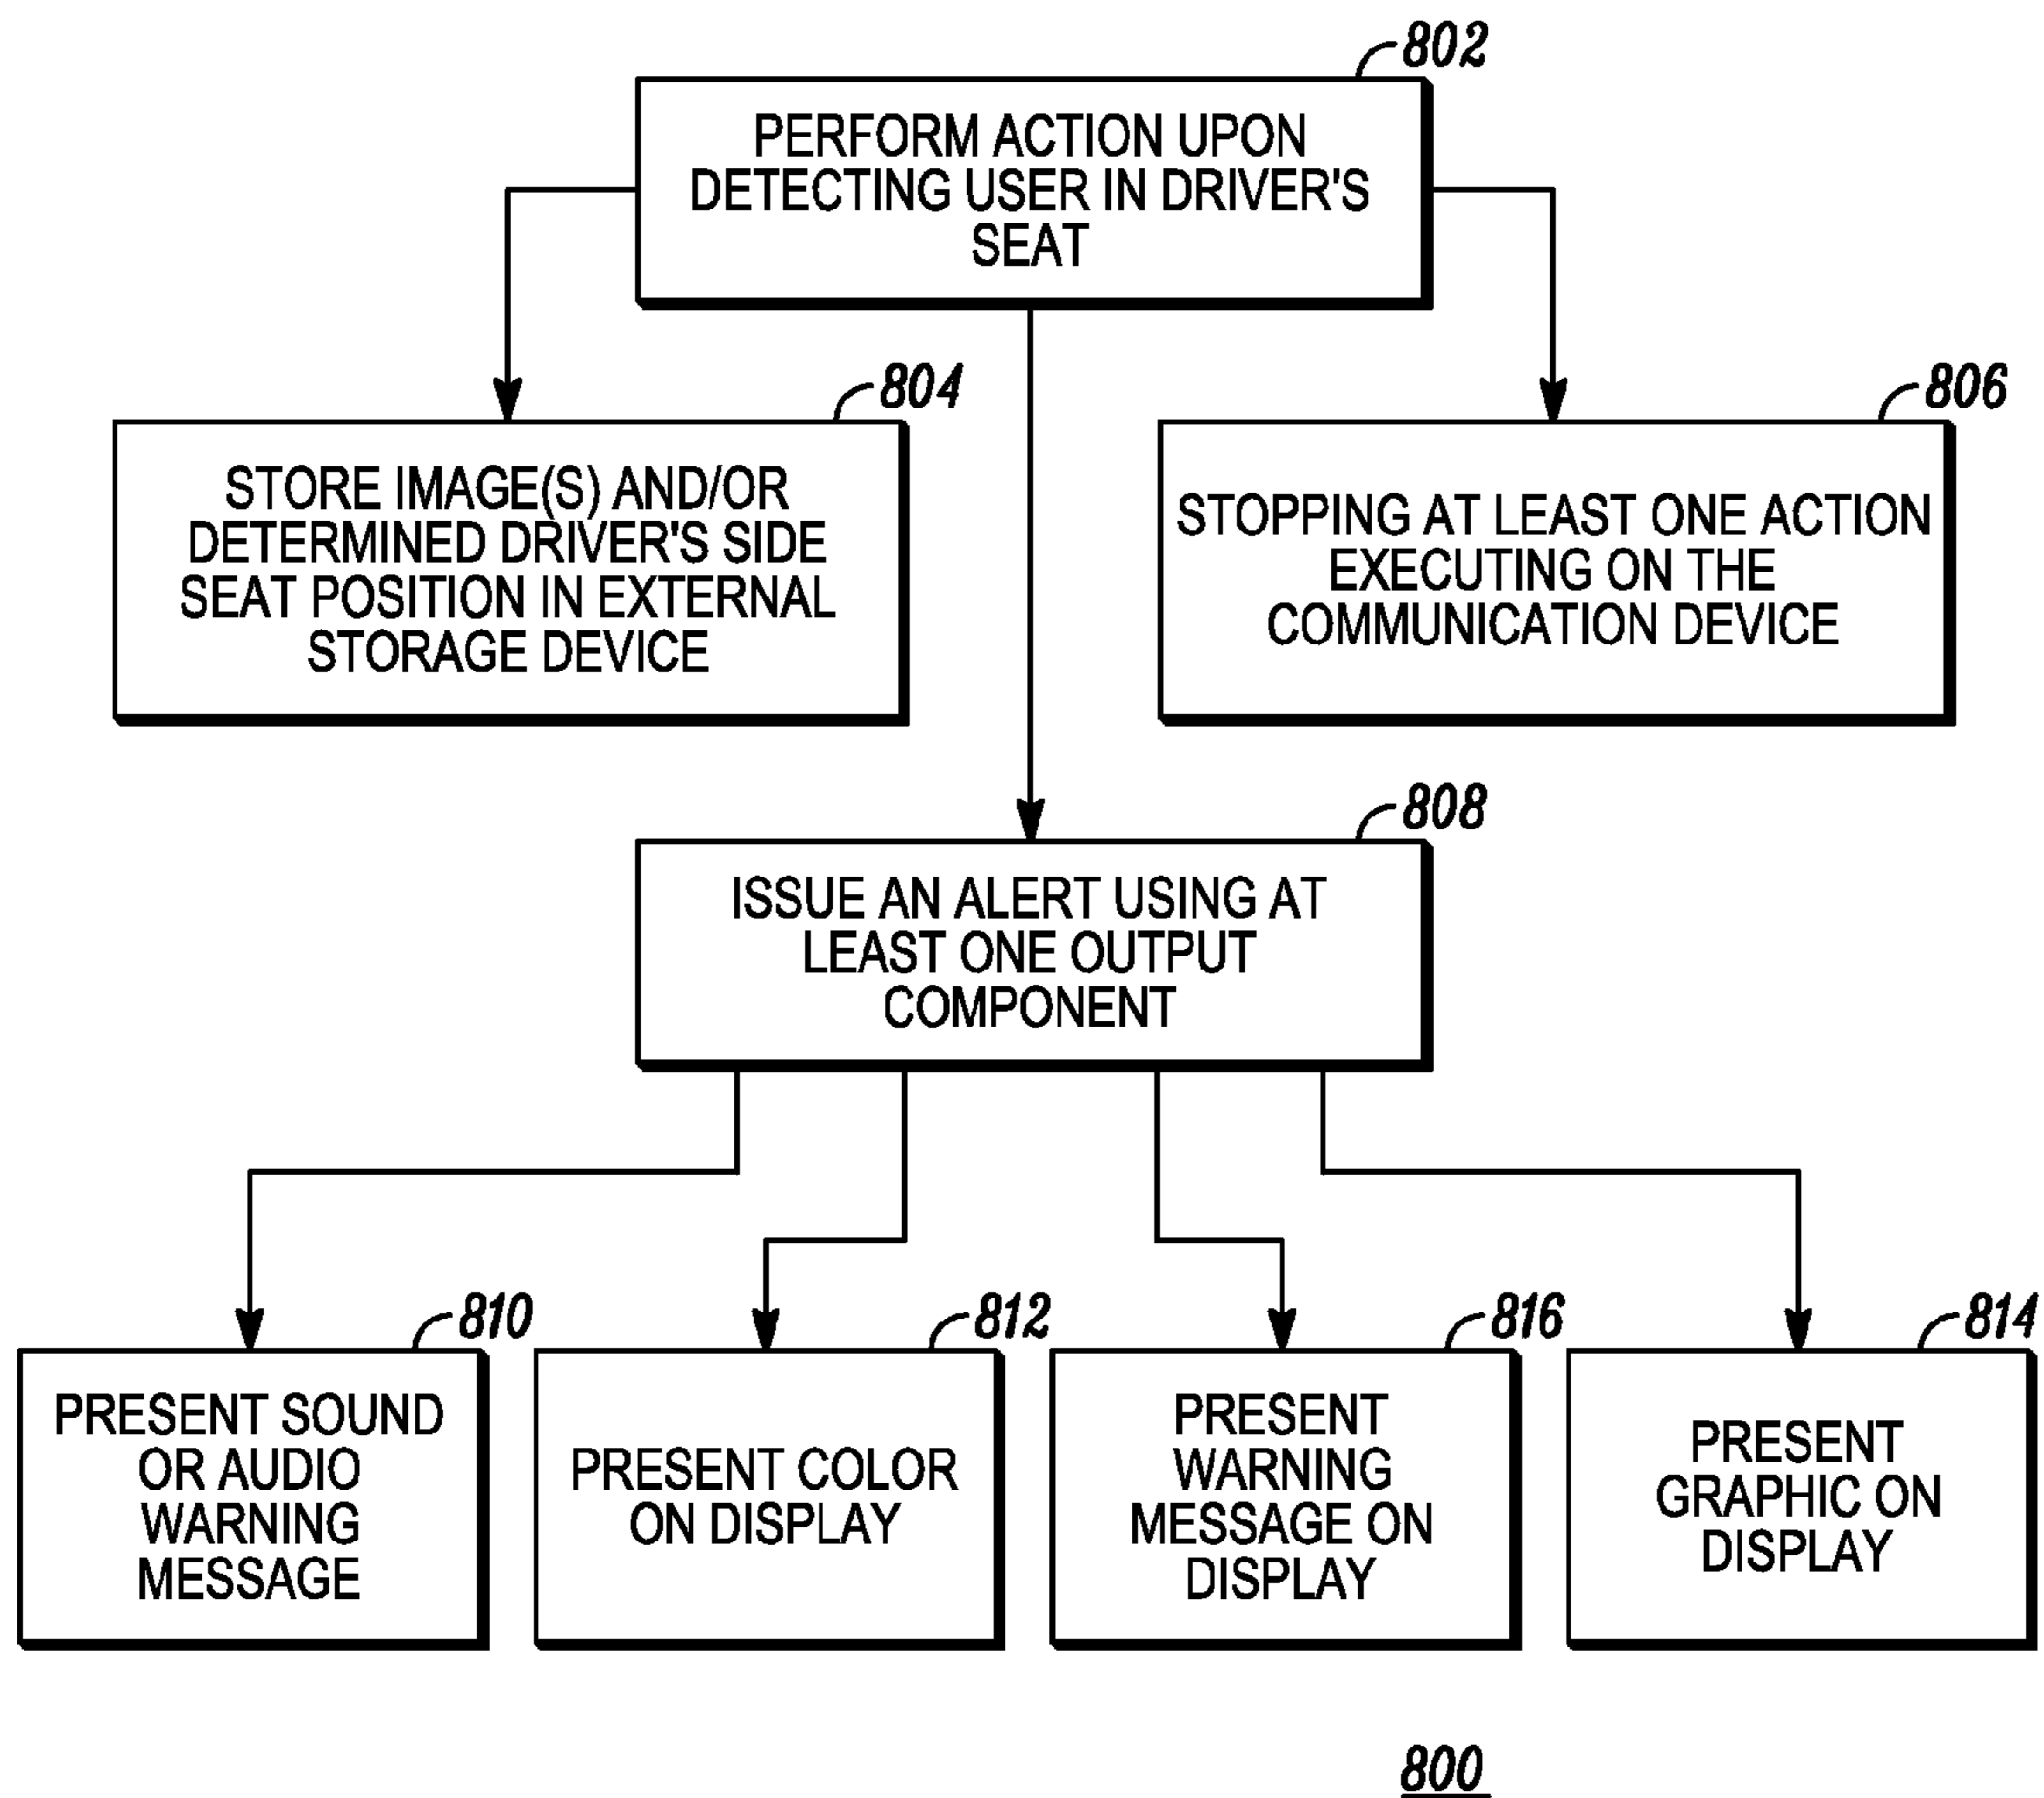 802
PERFORM ACTION UPON
DETECTING USER IN DRIVER'S
SEAT
804
STORE IMAGE(S) AND/OR
DETERMINED DRIVER'S SIDE
SEAT POSITION IN EXTERNAL
STORAGE DEVICE
806
STOPPING AT LEAST ONE ACTION
EXECUTING ON THE
COMMUNICATION DEVICE
808
ISSUE AN ALERT USING AT
LEAST ONE OUTPUT
COMPONENT
810
PRESENT SOUND
OR AUDIO
WARNING
MESSAGE
812
PRESENT COLOR
ON DISPLAY
816
PRESENT
WARNING
MESSAGE ON
DISPLAY
814
PRESENT
GRAPHIC ON
DISPLAY
800